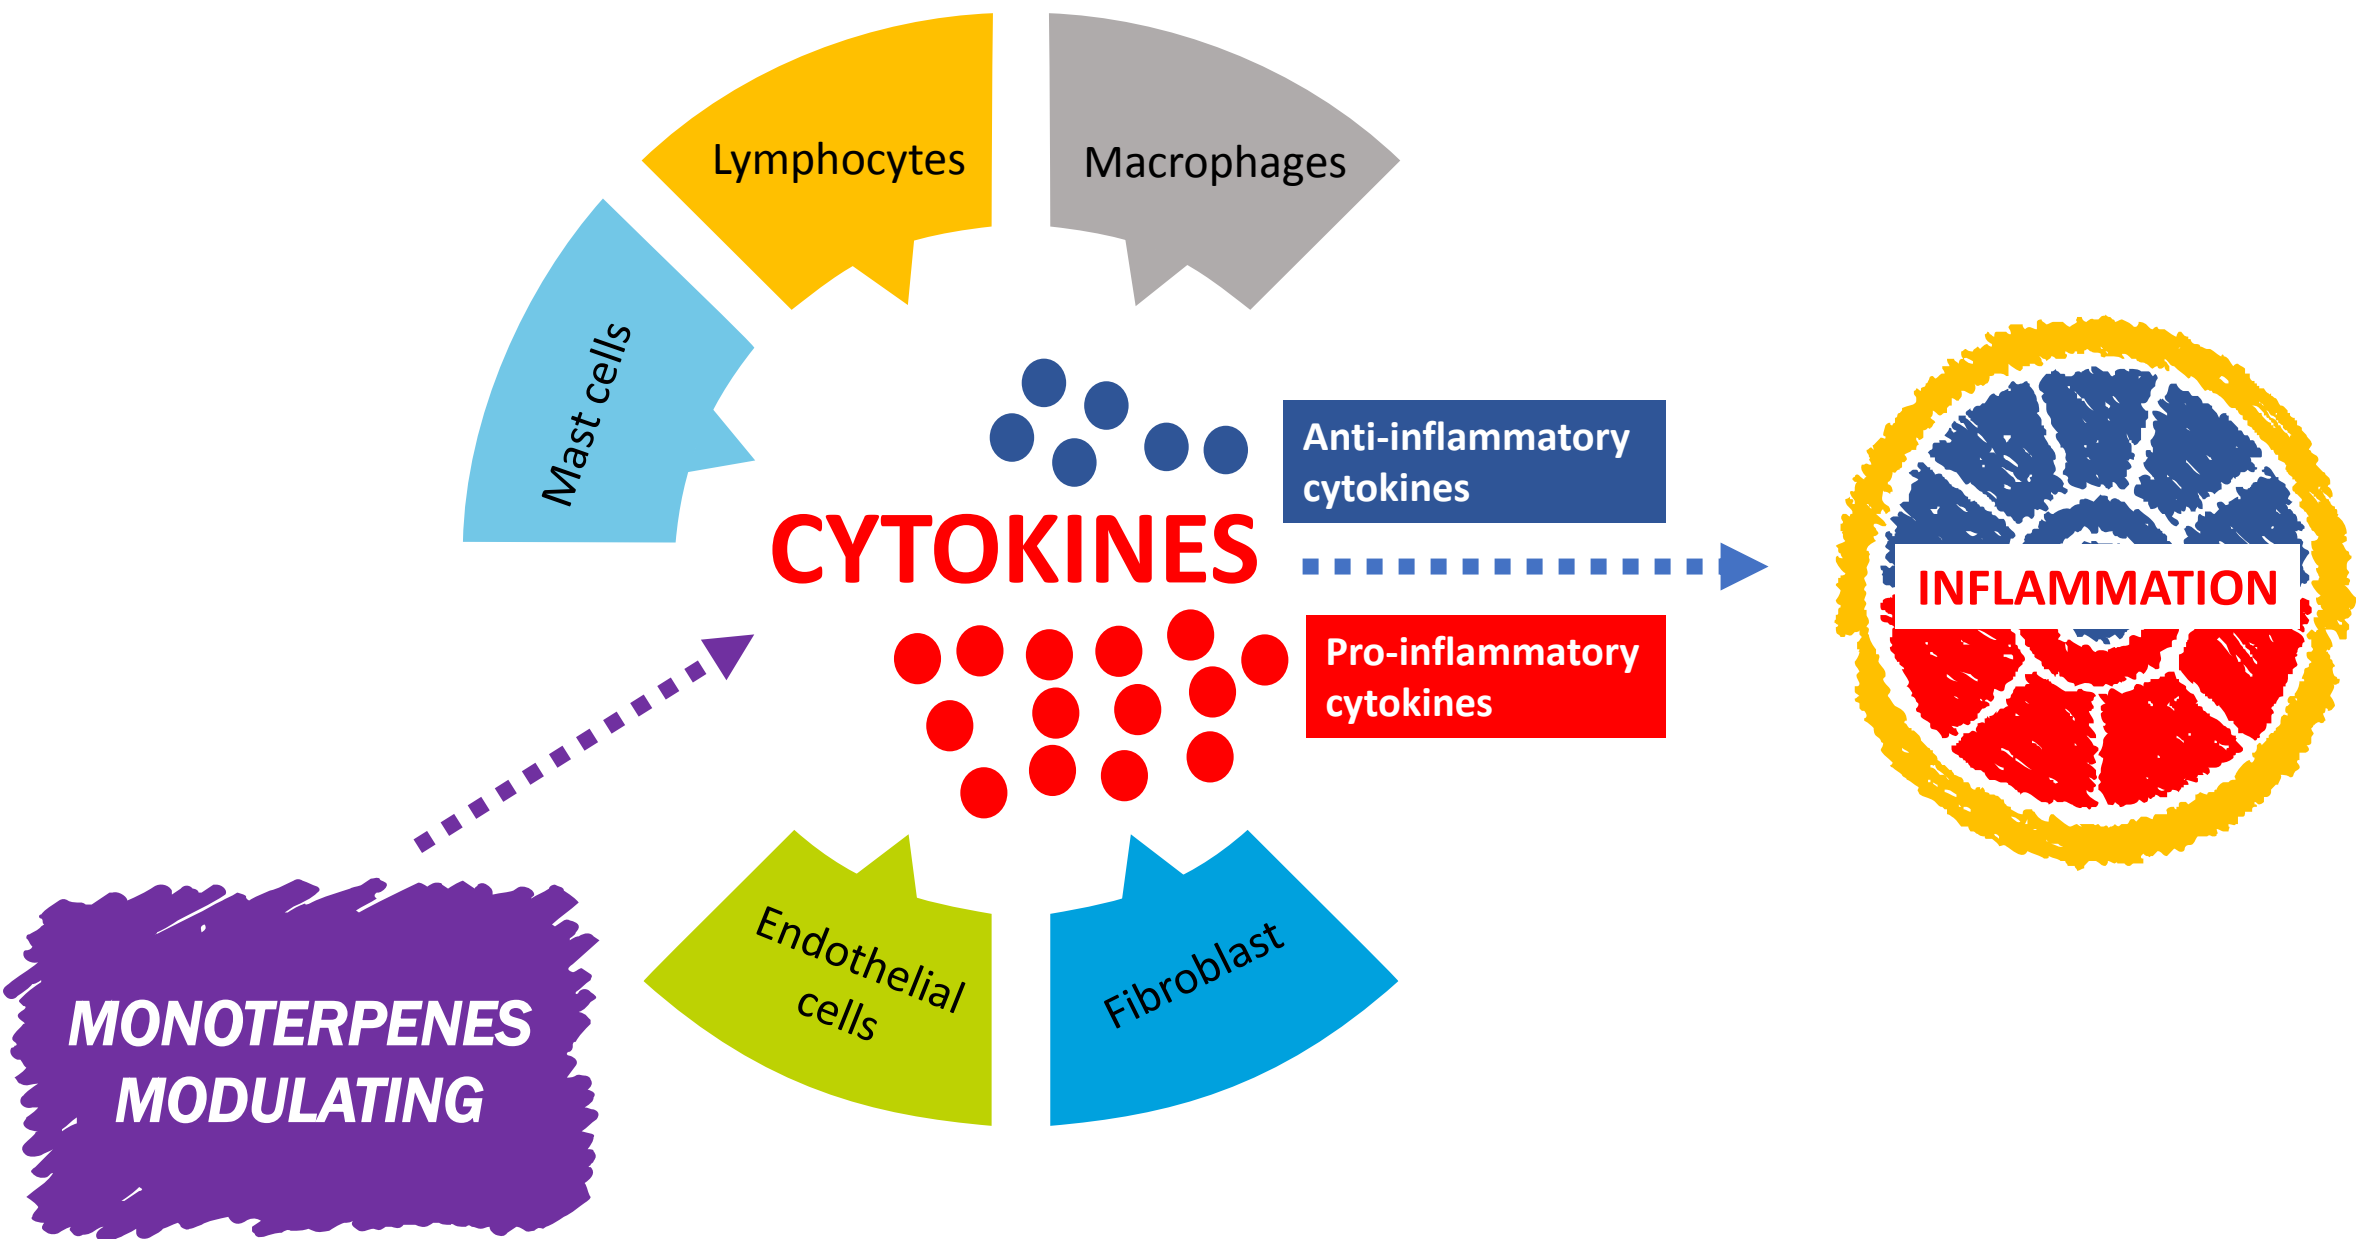 Lymphocytes
Macrophages
Mast cells
Anti-inflammatory
cytokines
CYTOKINES
INFLAMMATION
Pro-inflammatory
cytokines
Endothelial
cells
Fibroblast
MONOTERPENES
MODULATING